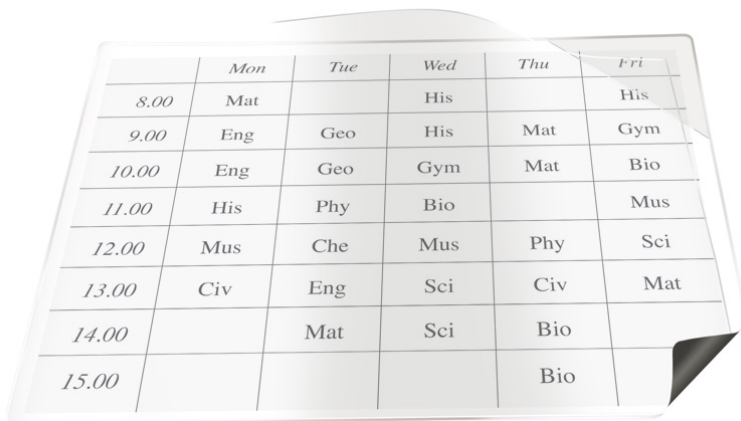 Mon Tue Wed Thu Fri
8.00 Mat His His
9.00 Eng Geo His Mat Gym
10.00 Eng Geo Gym Mat Bio
11.00 His Phy Bio Mus
12.00 Mus Che Mus Phy Sci
13.00 Civ Eng Sci Civ Mat
14.00 Mat Sci Bio
15.00 Bio